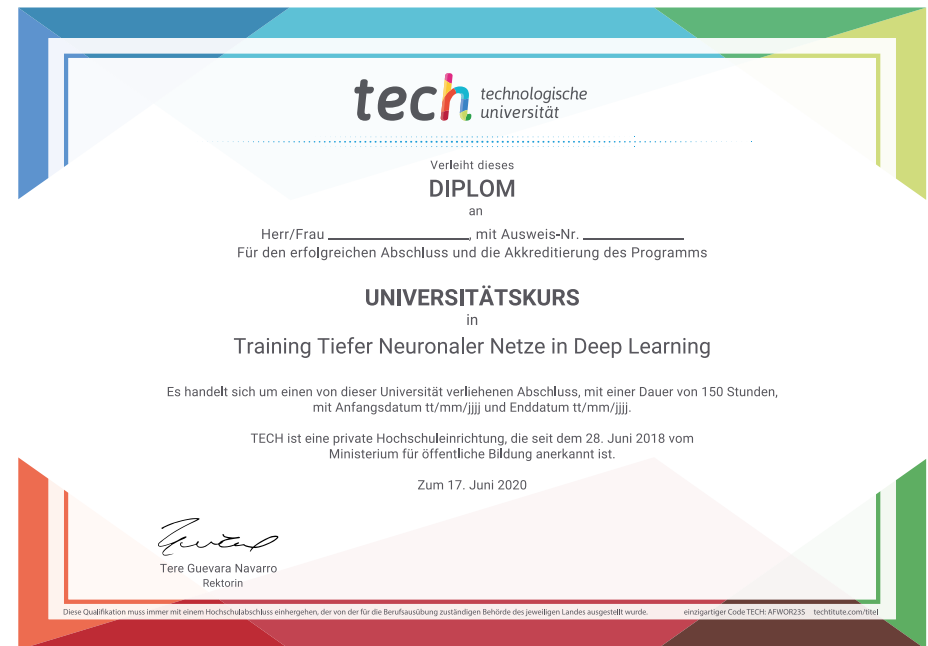 tech technologische
universität
Verleiht dieses
DIPLOM
an
Herr/Frau ______________, mit Ausweis-Nr. __________
Für den erfolgreichen Abschluss und die Akkreditierung des Programms
UNIVERSITÄTSKURS
in
Training Tiefer Neuronaler Netze in Deep Learning
Es handelt sich um einen von dieser Universität verliehenen Abschluss, mit einer Dauer von 150 Stunden,
mit Anfangsdatum tt/mm/jjjj und Enddatum tt/mm/jjjj.
TECH ist eine private Hochschuleinrichtung, die seit dem 28. Juni 2018 vom
Ministerium für öffentliche Bildung anerkannt ist.
Zum 17. Juni 2020
Tere Guevara Navarro
Rektorin
Diese Qualifikation muss immer mit einem Hochschulabschluss einhergehen, der von der für die Berufsausübung zuständigen Behörde des jeweiligen Landes ausgestellt wurde. einzigartiger Code TECH: AFWOR23S techtitute.com/titel